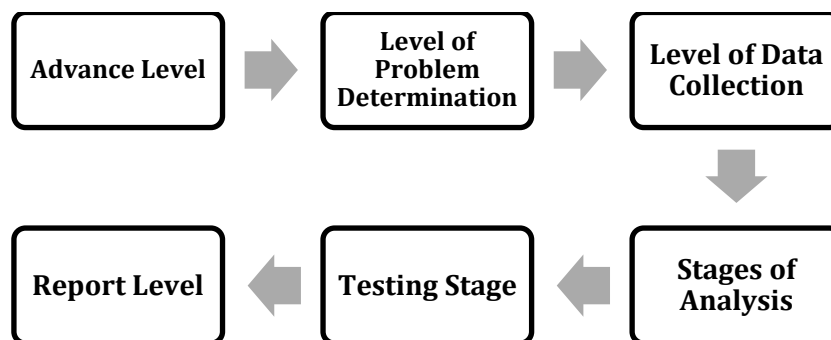 Advance Level
Level of
Problem
Determination
Level of Data
Collection
Stages of
Analysis
Testing Stage
Report Level